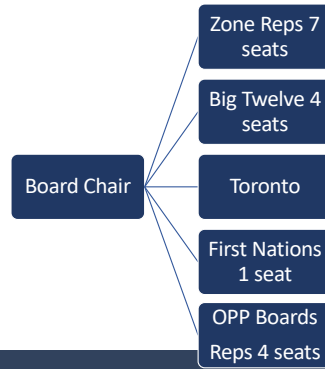 Zone Reps 7
seats
Big Twelve 4
seats
Board Chair
Toronto
First Nations
1 seat
OPP Boards
Reps 4 seats